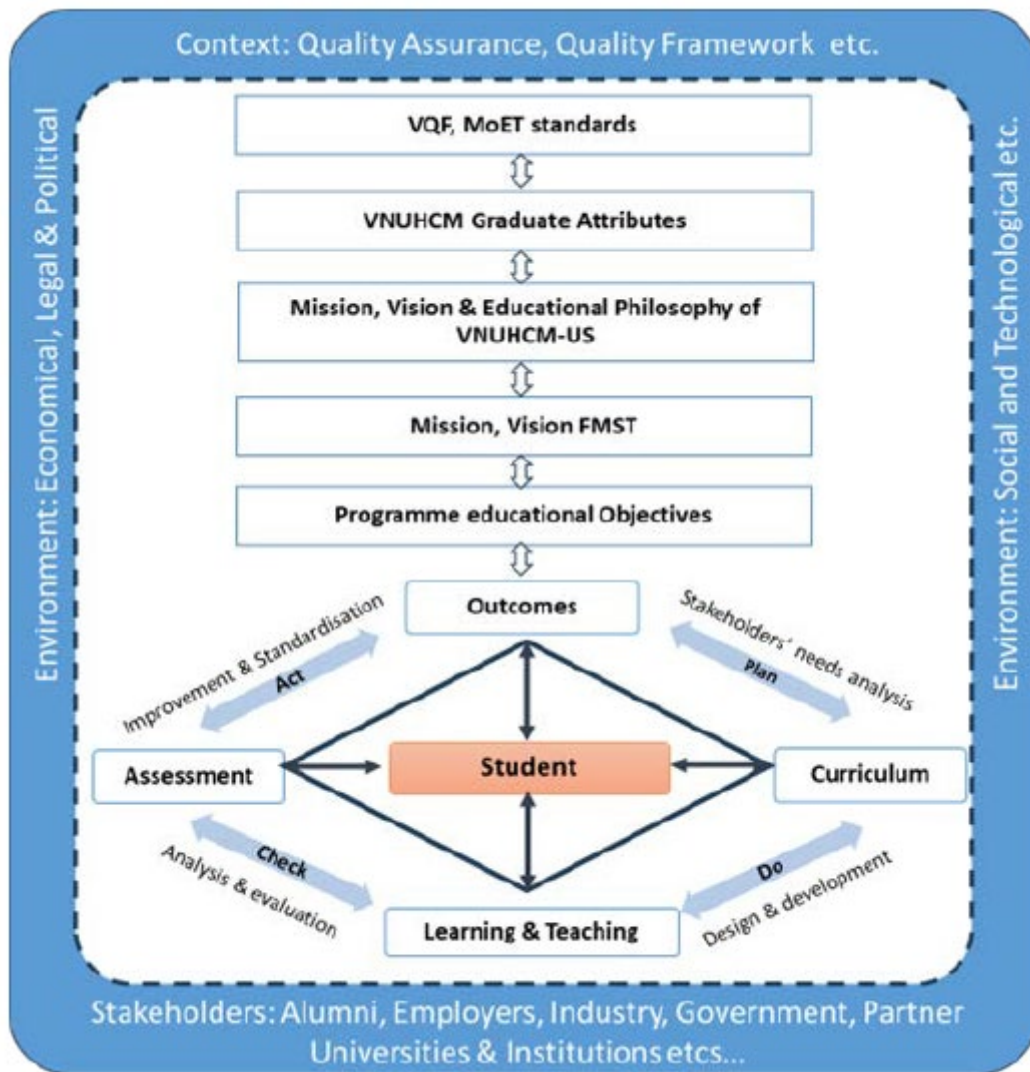 Context: Quality Assurance, Quality Framework etc.
Environment: Economical, Legal & Political
Environment: Social and Technological etc.
VQF, MoET standards
VNUHCM Graduate Attributes
Mission, Vision & Educational Philosophy of
VNUHCM-US
Mission, Vision FMST
Programme educational Objectives
Outcomes
Improvement & Standardisation
Act
Stakeholders' needs analysis
Plan
Assessment
Student
Curriculum
Check
Analysis & evaluation
Do
Design & development
Learning & Teaching
Stakeholders: Alumni, Employers, Industry, Government, Partner
Universities & Institutions etcs...